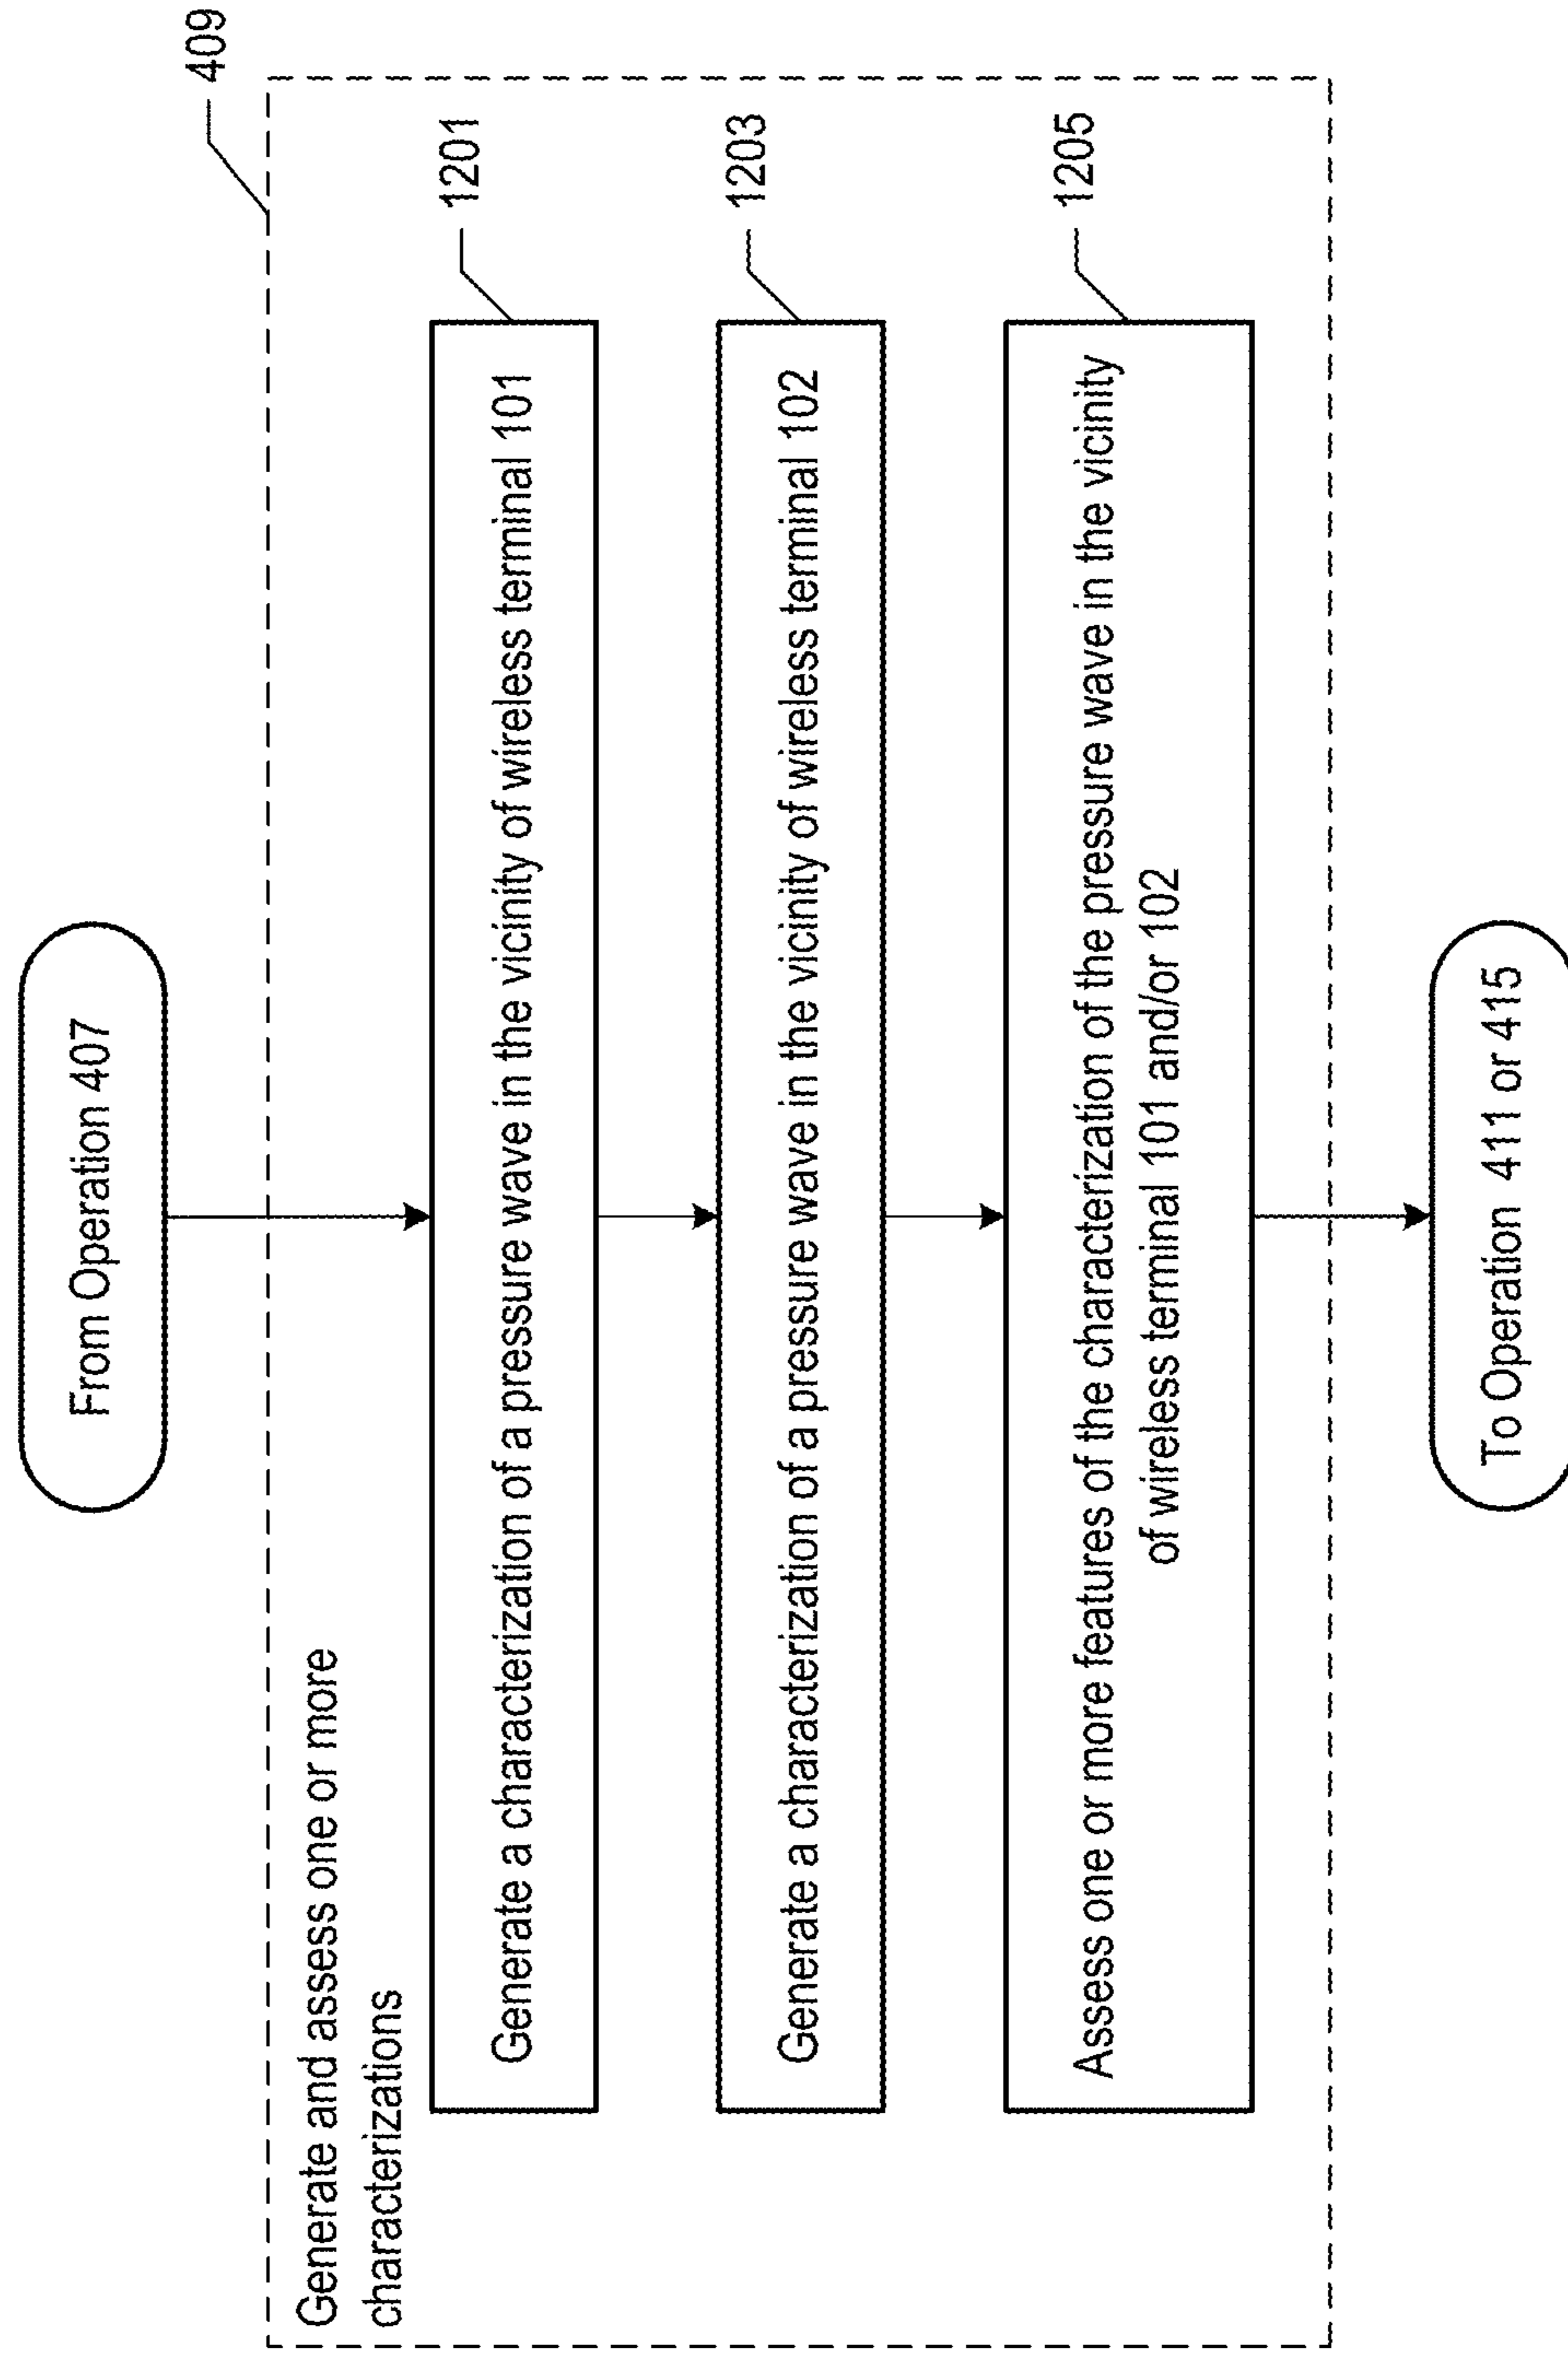 From Operation 407
409
Generate and assess one or more
characterizations
1201
Generate a characterization of a pressure wave in the vicinity of wireless terminal 101
1203
Generate a characterization of a pressure wave in the vicinity of wireless terminal 102
1205
Assess one or more features of the characterization of the pressure wave in the vicinity
of wireless terminal 101 and/or 102
To Operation 411 or 415